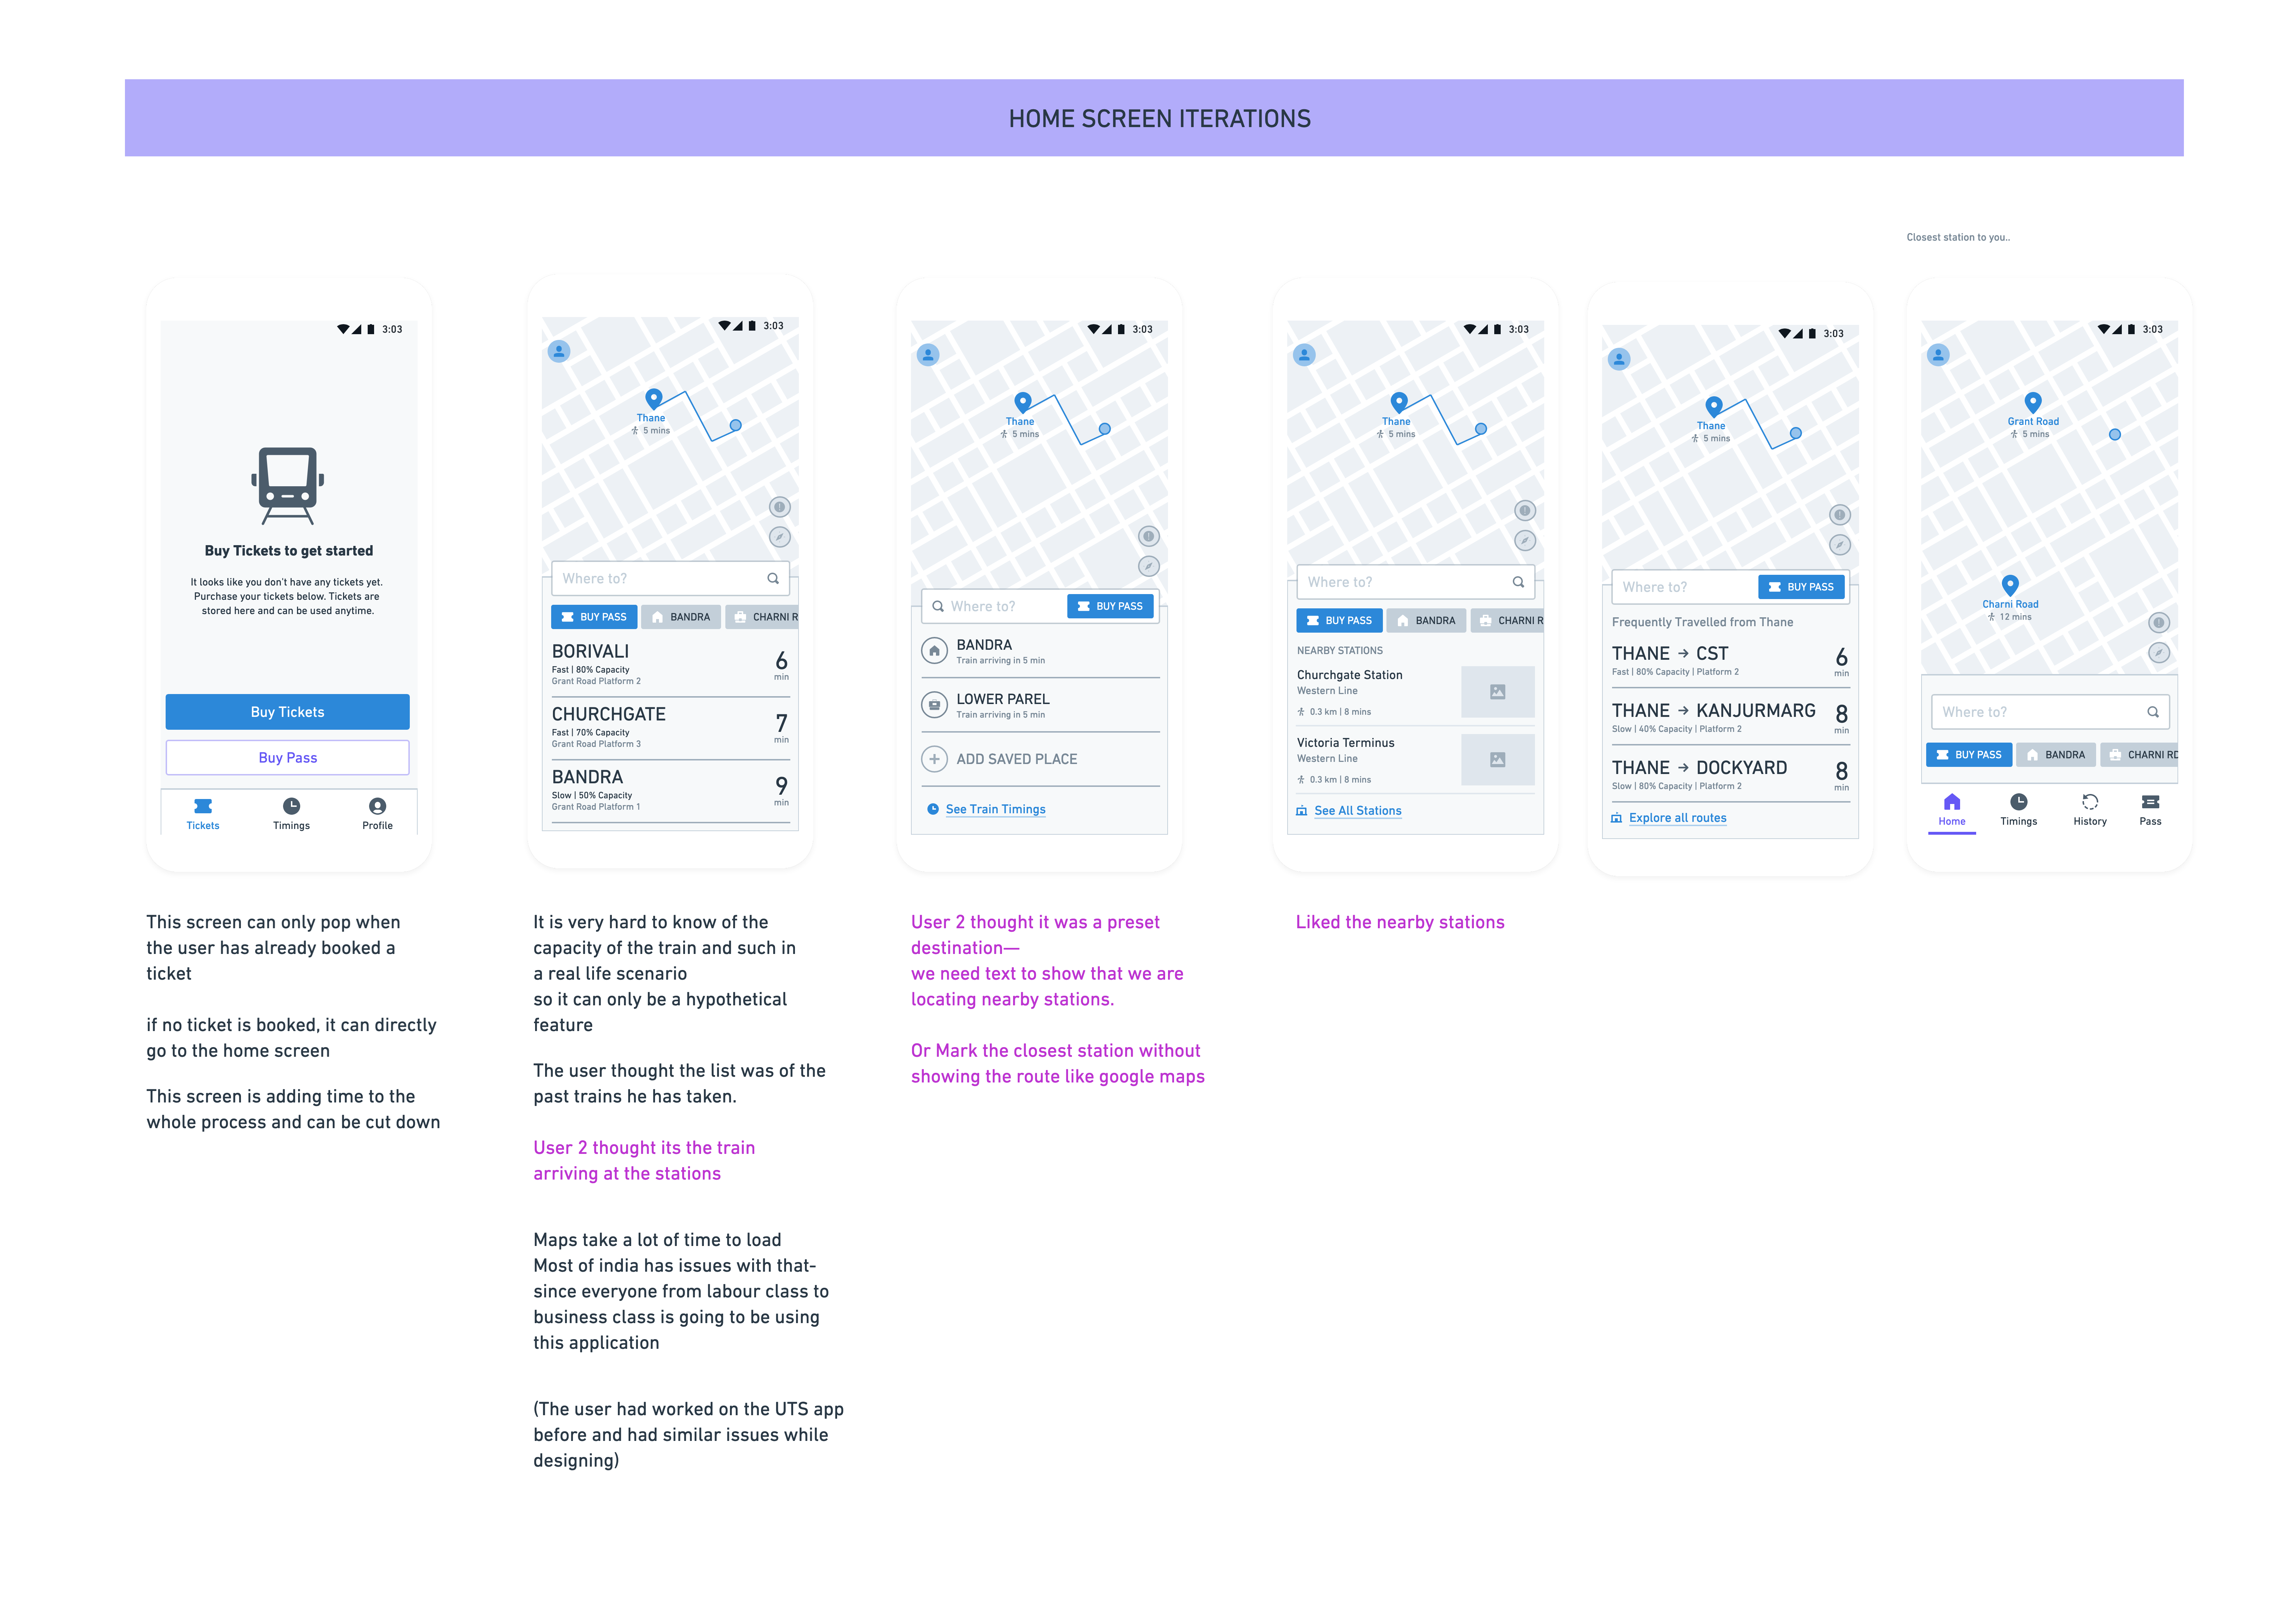 HOME SCREEN ITERATIONS
Closest station to you..
3:03
Buy Tickets to get started
It looks like you don't have any tickets yet.
Purchase your tickets below. Tickets are
stored here and can be used anytime.
Buy Tickets
Buy Pass
Tickets
Timings
Profile
3:03
Thane
5 mins
Where to?
BUY PASS
BANDRA
CHARNI R
BORIVALI
Fast | 80% Capacity
Grant Road Platform 2
6
min
CHURCHGATE
Fast | 70% Capacity
Grant Road Platform 3
7
min
BANDRA
Slow | 50% Capacity
Grant Road Platform 1
9
min
3:03
Thane
5 mins
Where to?
BUY PASS
BANDRA
Train arriving in 5 min
LOWER PAREL
Train arriving in 5 min
ADD SAVED PLACE
See Train Timings
3:03
Thane
5 mins
Where to?
BUY PASS
BANDRA
CHARNI R
NEARBY STATIONS
Churchgate Station
Western Line
0.3 km | 8 mins
Victoria Terminus
Western Line
0.3 km | 8 mins
See All Stations
3:03
Thane
5 mins
Where to?
BUY PASS
Frequently Travelled from Thane
THANE → CST
Fast | 80% Capacity | Platform 2
6
min
THANE → KANJURMARG
Slow | 40% Capacity | Platform 2
8
min
THANE → DOCKYARD
Slow | 80% Capacity | Platform 2
8
min
Explore all routes
3:03
Grant Road
5 mins
Charni Road
12 mins
Where to?
BUY PASS
BANDRA
CHARNI RD
Home
Timings
History
Pass
This screen can only pop when
the user has already booked a
ticket
if no ticket is booked, it can directly
go to the home screen
This screen is adding time to the
whole process and can be cut down
It is very hard to know of the
capacity of the train and such in
a real life scenario
so it can only be a hypothetical
feature
The user thought the list was of the
past trains he has taken.
User 2 thought its the train
arriving at the stations
Maps take a lot of time to load
Most of india has issues with that-
since everyone from labour class to
business class is going to be using
this application
(The user had worked on the UTS app
before and had similar issues while
designing)
User 2 thought it was a preset
destination—
we need text to show that we are
locating nearby stations.
Or Mark the closest station without
showing the route like google maps
Liked the nearby stations